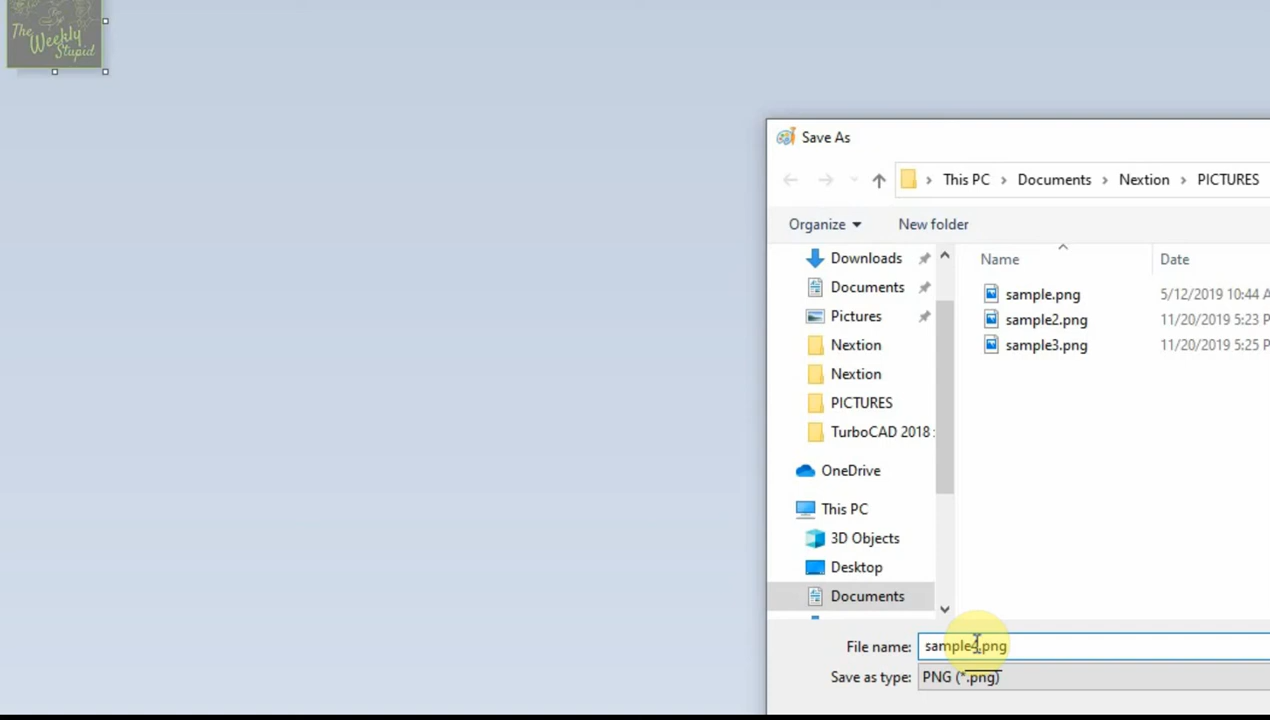 The
Weekly
Stupid
Save As
This PC > Documents > Nextion > PICTURES
Organize
New folder
Name
Date
Downloads
Documents
Pictures
Nextion
Nextion
PICTURES
TurboCAD 2018 :
OneDrive
This PC
3D Objects
Desktop
Documents
sample.png 5/12/2019 10:44 A
sample2.png 11/20/2019 5:23 P
sample3.png 11/20/2019 5:25 P
File name: sample4.png
Save as type: PNG (*.png)